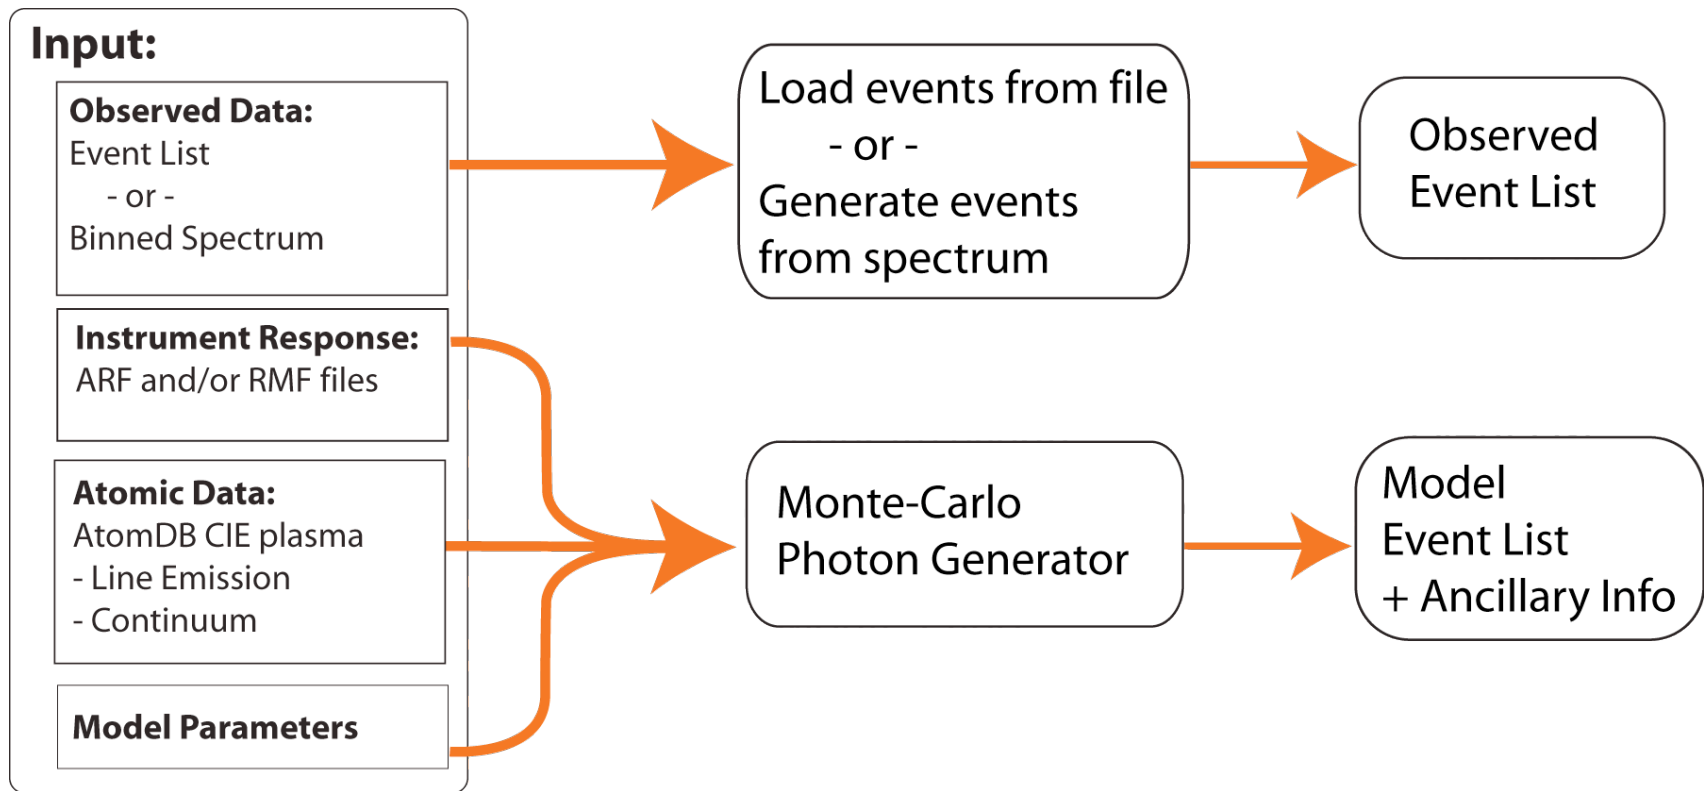 Input:
Observed Data:
Event List
- or -
Binned Spectrum
Instrument Response:
ARF and/or RMF files
Atomic Data:
AtomDB CIE plasma
- Line Emission
- Continuum
Model Parameters
Load events from file
- or -
Generate events
from spectrum
Observed
Event List
Monte-Carlo
Photon Generator
Model
Event List
+ Ancillary Info